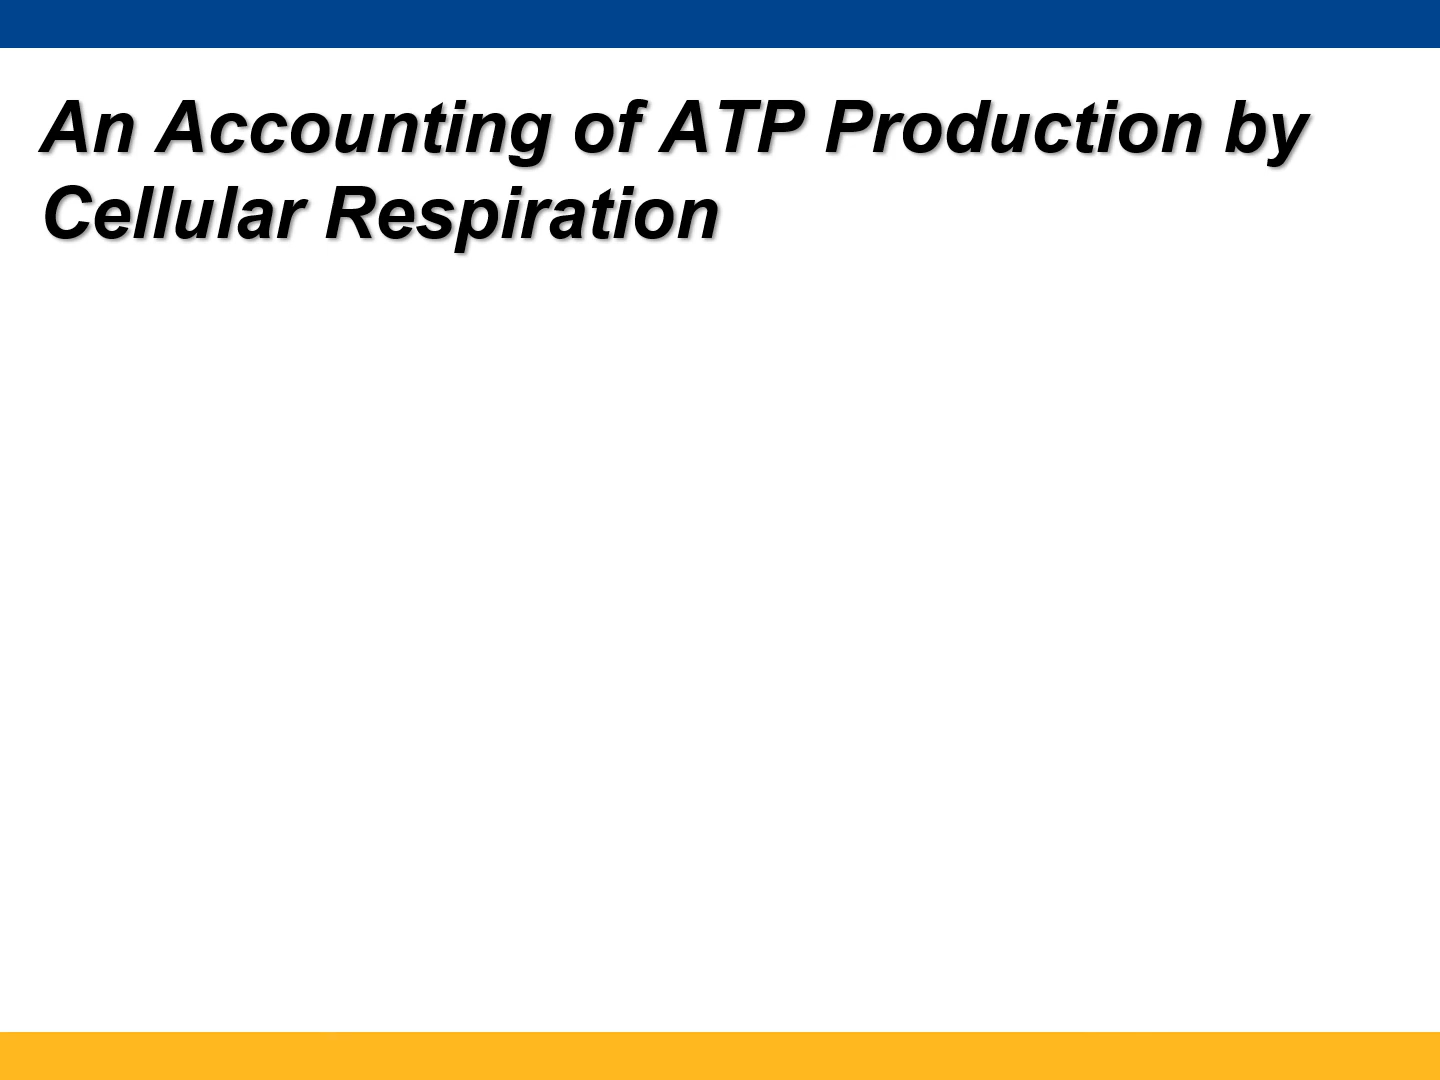 An Accounting of ATP Production by
Cellular Respiration